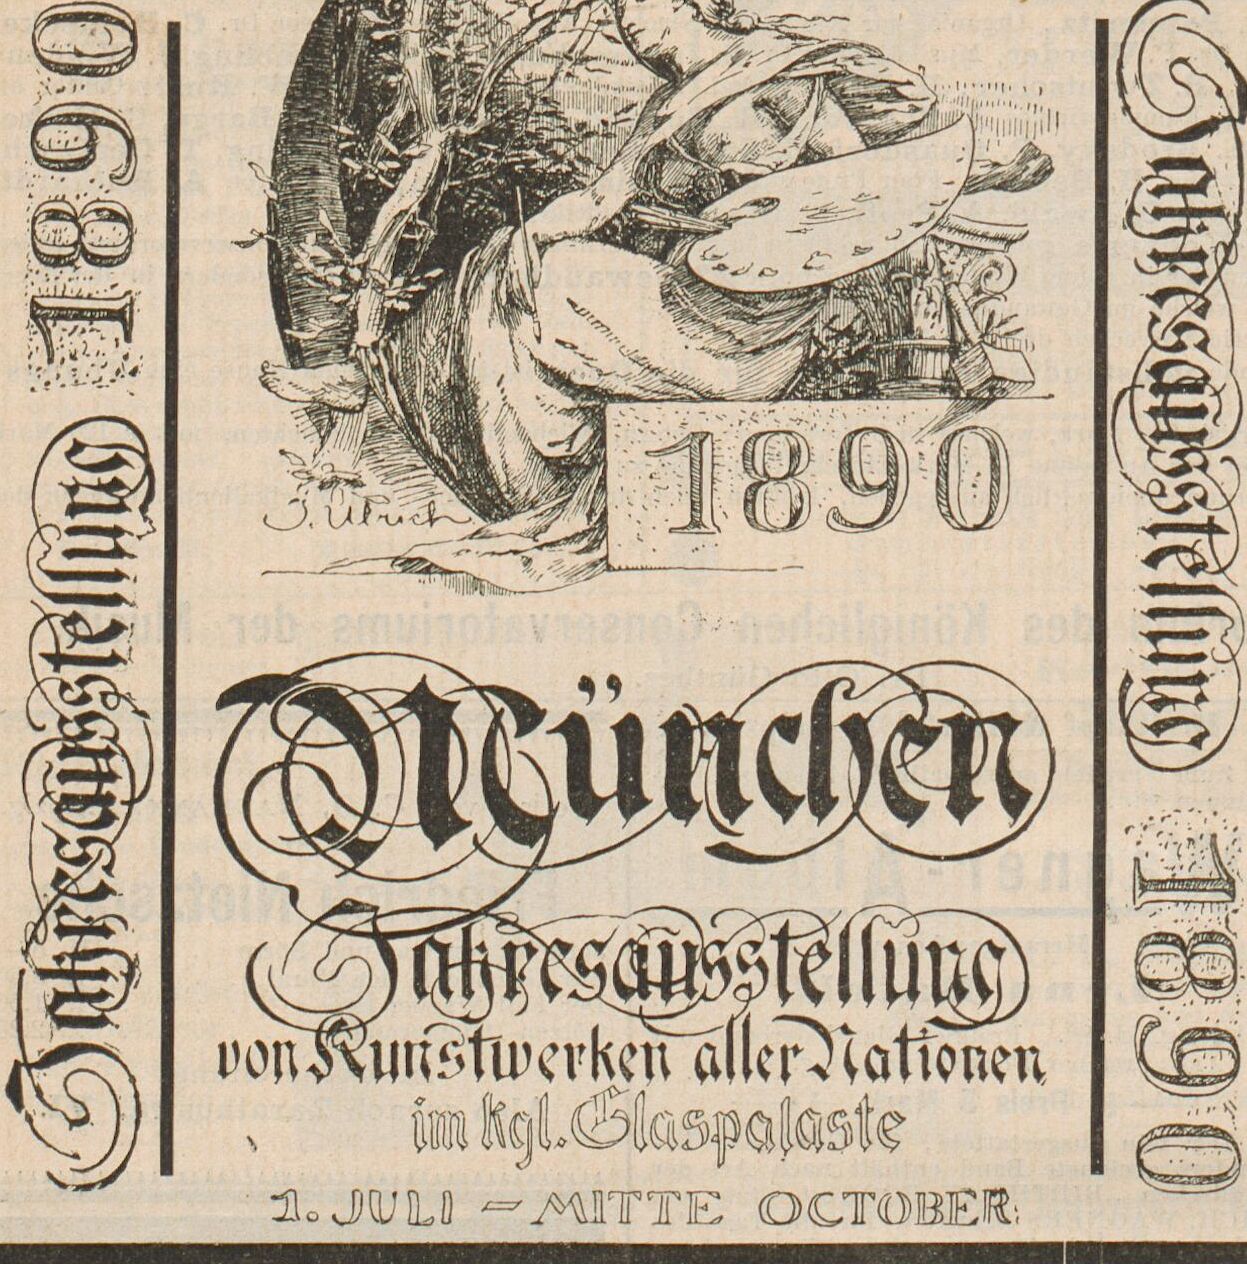 Jahresausstellung 1890
J. Ulrich
1890
München
Jahresausstellung
von Kunstwerken aller Nationen
im kgl. Glaspalaste
1. JULI – MITTE OCTOBER.
Jahresausstellung 1890